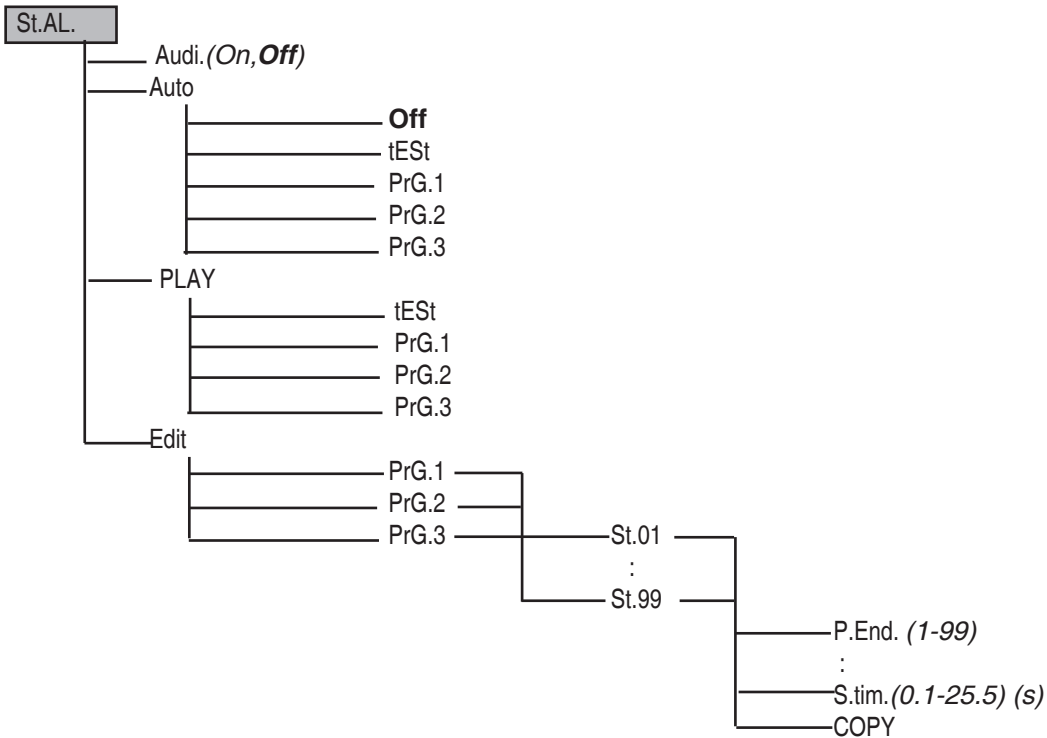 St.AL.
Audi.(On,Off)
Auto
Off
tESt
PrG.1
PrG.2
PrG.3
PLAY
tESt
PrG.1
PrG.2
PrG.3
Edit
PrG.1
PrG.2
PrG.3
St.01
:
St.99
P.End. (1-99)
:
S.tim.(0.1-25.5) (s)
COPY